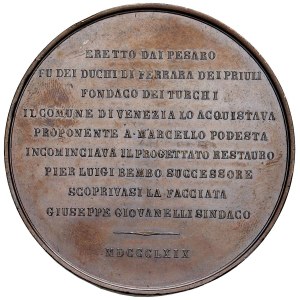 ERETTO DAI PESARO
FU DEI DUCHI DI FERRARA DEI PRIULI
FONDACO DEI TURCHI
IL COMUNE DI VENEZIA LO ACQUISTAVA
PROPONENTE A·MARCELLO PODESTA
INCOMINCIAVA IL PROGETTATO RESTAURO
PIER LUIGI BEMBO SUCCESSORE
SCOPRIVASI LA FACCIATA
GIUSEPPE GIOVANELLI SINDACO
MDCCCLXIX